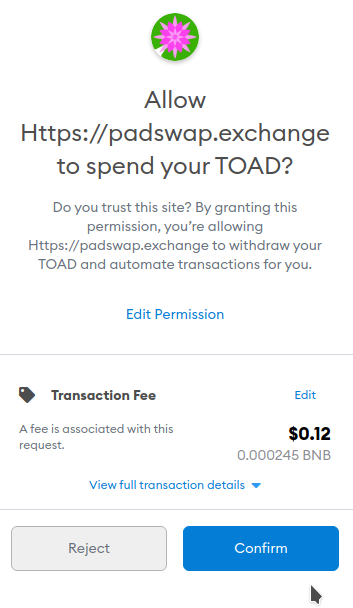 Allow
Https://padswap.exchange
to spend your TOAD?
Do you trust this site? By granting this
permission, you’re allowing
Https://padswap.exchange to withdraw your
TOAD and automate transactions for you.
Edit Permission
Transaction Fee
Edit
A fee is associated with this
request.
$0.12
0.000245 BNB
View full transaction details
Reject
Confirm